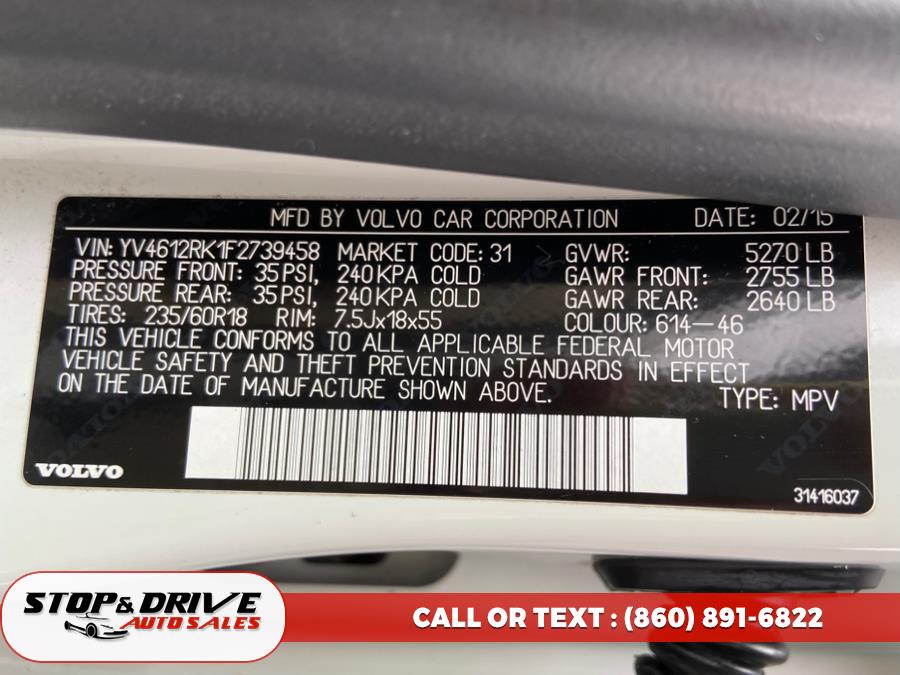 MFD BY VOLVO CAR CORPORATION DATE: 02/15
VIN: YV4612RK1F2739458 MARKET CODE: 31 GVWR: 5270 LB
PRESSURE FRONT: 35 PSI, 240 KPA COLD GAWR FRONT: 2755 LB
PRESSURE REAR: 35 PSI, 240 KPA COLD GAWR REAR: 2640 LB
TIRES: 235/60R18 RIM: 7.5Jx18x55 COLOUR: 614-46
THIS VEHICLE CONFORMS TO ALL APPLICABLE FEDERAL MOTOR
VEHICLE SAFETY AND THEFT PREVENTION STANDARDS IN EFFECT
ON THE DATE OF MANUFACTURE SHOWN ABOVE. TYPE: MPV
VOLVO
31416037
STOP & DRIVE
AUTO SALES
CALL OR TEXT : (860) 891-6822